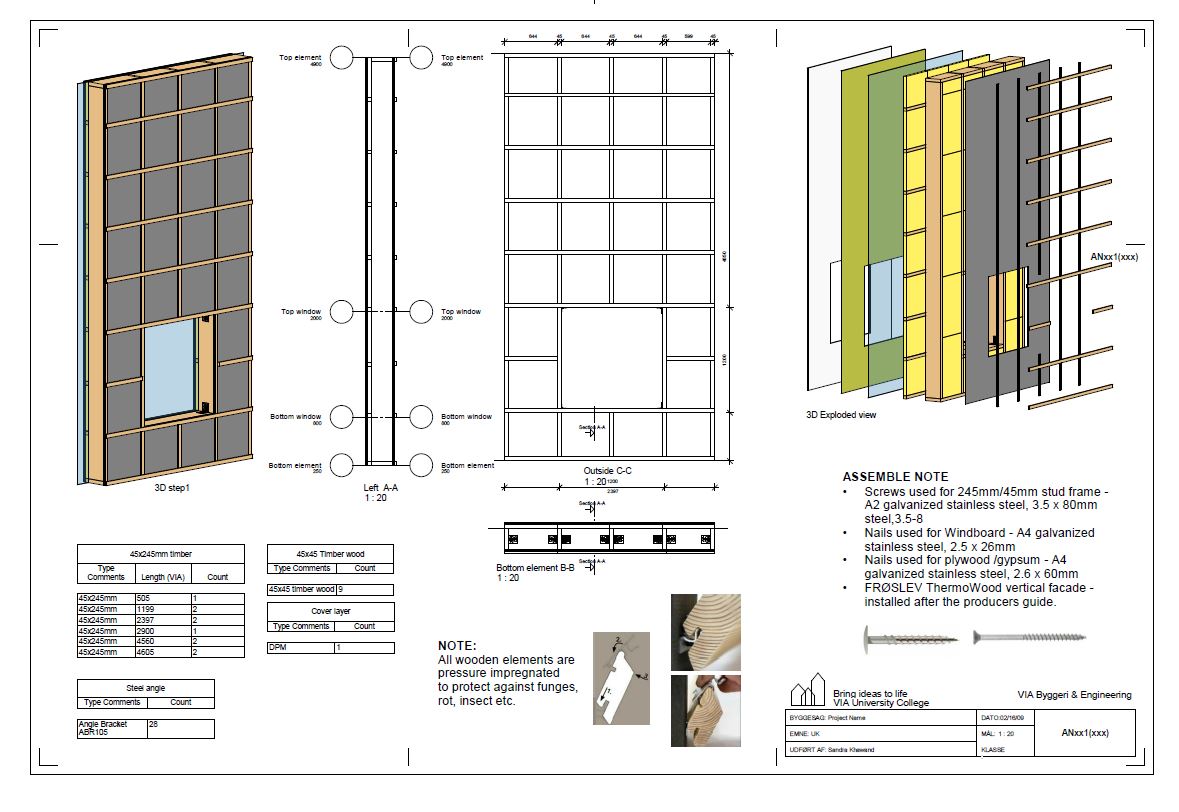 Top element
4900
Top window
2000
Bottom window
800
Bottom element
250
3D step1
Top element
4900
Top window
2000
Bottom window
800
Bottom element
250
Left A-A
1 : 20
644
45
644
45
644
45
599
45
4650
1200
Section A-A
Outside C-C
1 : 20
1200
2397
Section A-A
Section A-A
Bottom element B-B
1 : 20
ANxx1(xxx)
3D Exploded view
ASSEMBLE NOTE
• Screws used for 245mm/45mm stud frame -
A2 galvanized stainless steel, 3.5 x 80mm
steel,3.5-8
• Nails used for Windboard - A4 galvanized
stainless steel, 2.5 x 26mm
• Nails used for plywood /gypsum - A4
galvanized stainless steel, 2.6 x 60mm
• FRØSLEV ThermoWood vertical facade -
installed after the producers guide.
45x245mm timber
Type Comments Length (VIA) Count
45x245mm 505 1
45x245mm 1199 2
45x245mm 2397 2
45x245mm 2900 1
45x245mm 4560 2
45x245mm 4605 2
45x45 Timber wood
Type Comments Count
45x45 timber wood 9
Cover layer
Type Comments Count
DPM 1
Steel angle
Type Comments Count
Angle Bracket 28
ABR105
NOTE:
All wooden elements are
pressure impregnated
to protect against funges,
rot, insect etc.
2.
3.
1.
Bring ideas to life
VIA University College
VIA Byggeri & Engineering
BYGGESAG: Project Name
DATO:02/16/09
EMNE: UK
MÅL: 1 : 20
ANxx1(xxx)
UDFØRT AF: Sandra Khawand
KLASSE